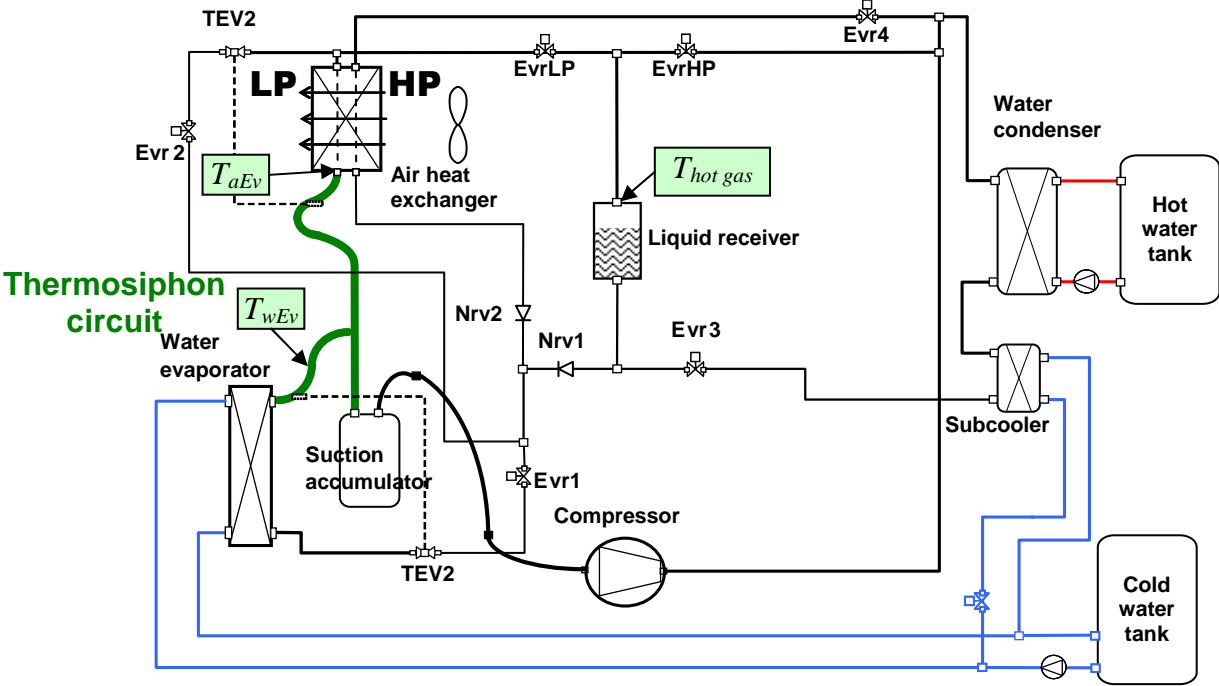 TEV2
Evr4
EvrLP
EvrHP
LP
HP
Water
condenser
Evr 2
T_aEv
Air heat
exchanger
T_hot gas
Hot
water
tank
Liquid receiver
Thermosiphon
circuit
T_wEv
Nrv2
Nrv1
Evr3
Water
evaporator
Subcooler
Suction
accumulator
Evr1
Compressor
TEV2
Cold
water
tank